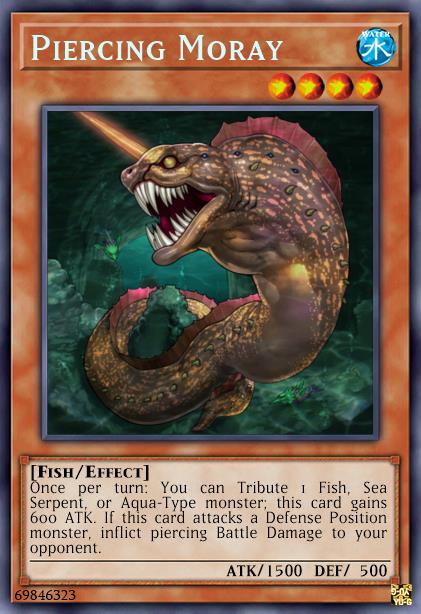 Piercing Moray
WATER
水
[Fish/Effect]
Once per turn: You can Tribute 1 Fish, Sea
Serpent, or Aqua-Type monster; this card gains
600 ATK. If this card attacks a Defense Position
monster, inflict piercing Battle Damage to your
opponent.
ATK/1500 DEF/ 500
69846323